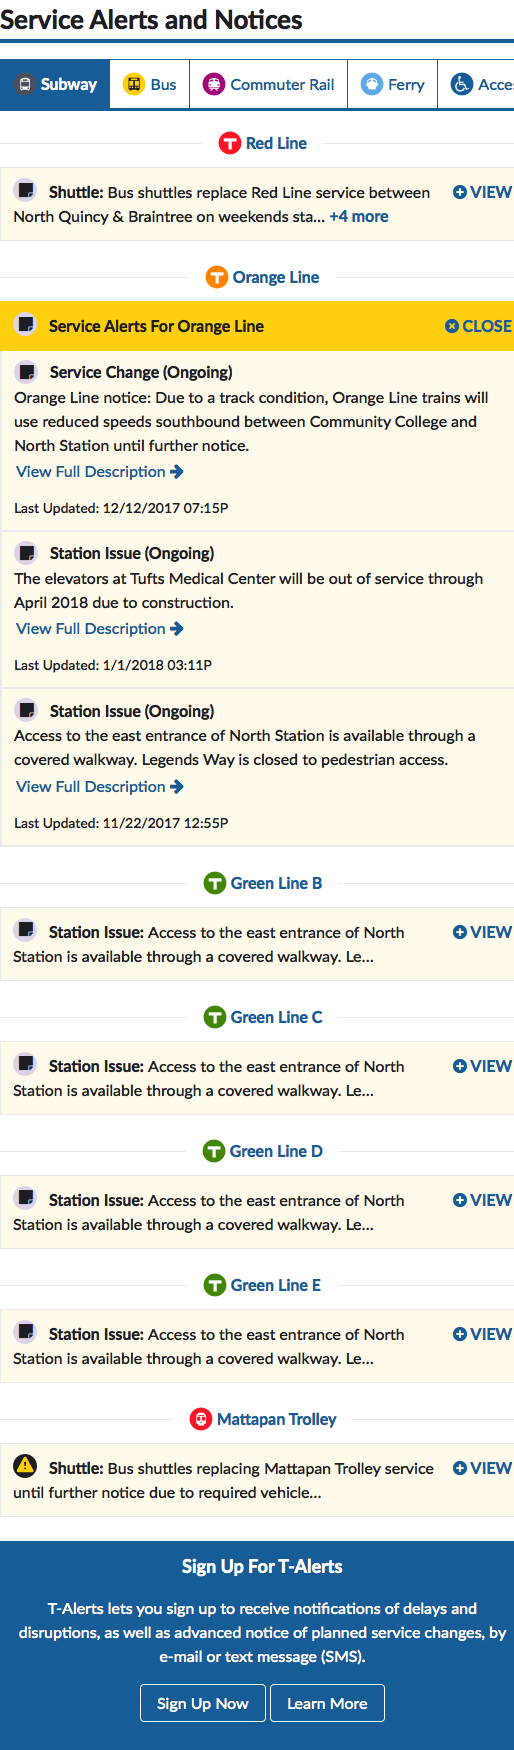 Service Alerts and Notices
Subway Bus Commuter Rail Ferry Acce
T Red Line
Shuttle: Bus shuttles replace Red Line service between VIEW
North Quincy & Braintree on weekends sta... +4 more
T Orange Line
Service Alerts For Orange Line CLOSE
Service Change (Ongoing)
Orange Line notice: Due to a track condition, Orange Line trains will
use reduced speeds southbound between Community College and
North Station until further notice.
View Full Description
Last Updated: 12/12/2017 07:15P
Station Issue (Ongoing)
The elevators at Tufts Medical Center will be out of service through
April 2018 due to construction.
View Full Description
Last Updated: 1/1/2018 03:11P
Station Issue (Ongoing)
Access to the east entrance of North Station is available through a
covered walkway. Legends Way is closed to pedestrian access.
View Full Description
Last Updated: 11/22/2017 12:55P
T Green Line B
Station Issue: Access to the east entrance of North VIEW
Station is available through a covered walkway. Le...
T Green Line C
Station Issue: Access to the east entrance of North VIEW
Station is available through a covered walkway. Le...
T Green Line D
Station Issue: Access to the east entrance of North VIEW
Station is available through a covered walkway. Le...
T Green Line E
Station Issue: Access to the east entrance of North VIEW
Station is available through a covered walkway. Le...
Mattapan Trolley
Shuttle: Bus shuttles replacing Mattapan Trolley service VIEW
until further notice due to required vehicle...
Sign Up For T-Alerts
T-Alerts lets you sign up to receive notifications of delays and
disruptions, as well as advanced notice of planned service changes, by
e-mail or text message (SMS).
Sign Up Now Learn More